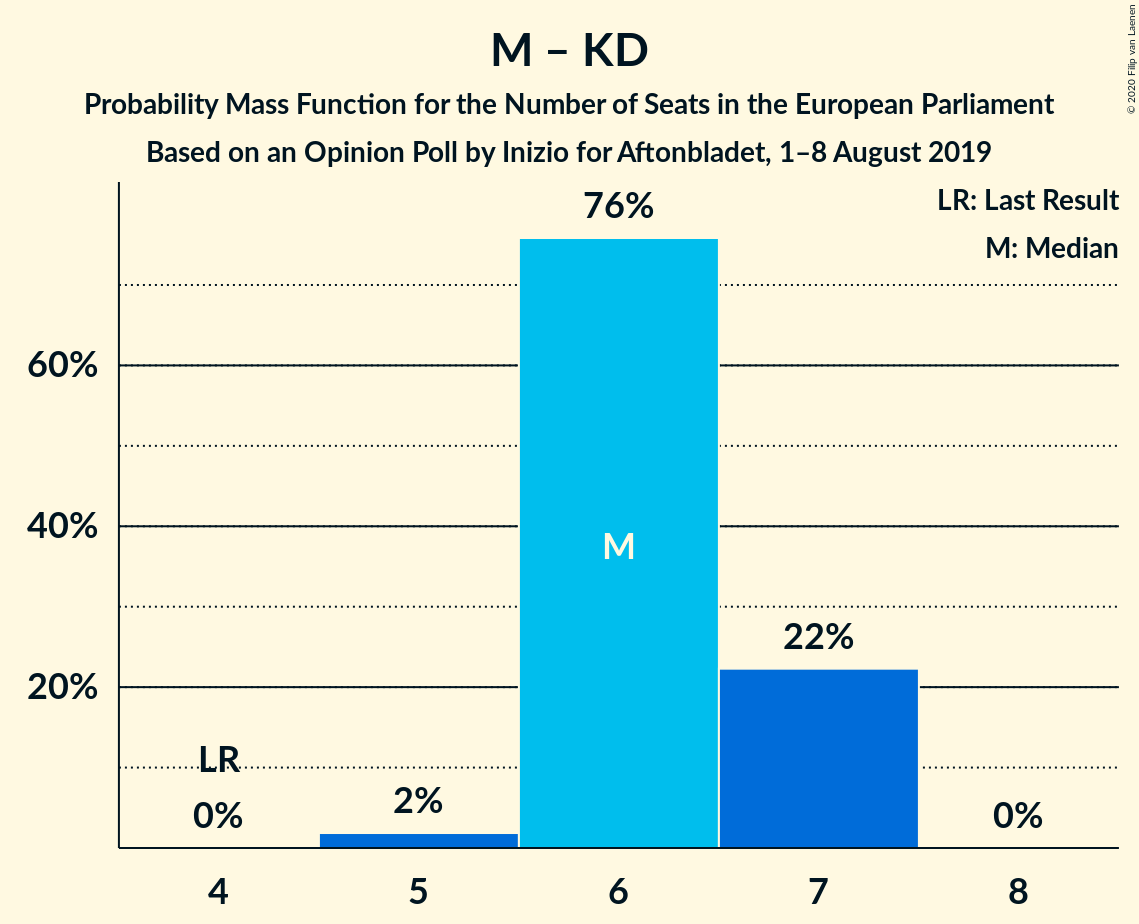 M – KD
Probability Mass Function for the Number of Seats in the European Parliament
Based on an Opinion Poll by Inizio for Aftonbladet, 1–8 August 2019
© 2020 Filip van Laenen
LR: Last Result
M: Median
76%
60%
40%
M
22%
20%
LR
2%
0%
0%
4
5
6
7
8